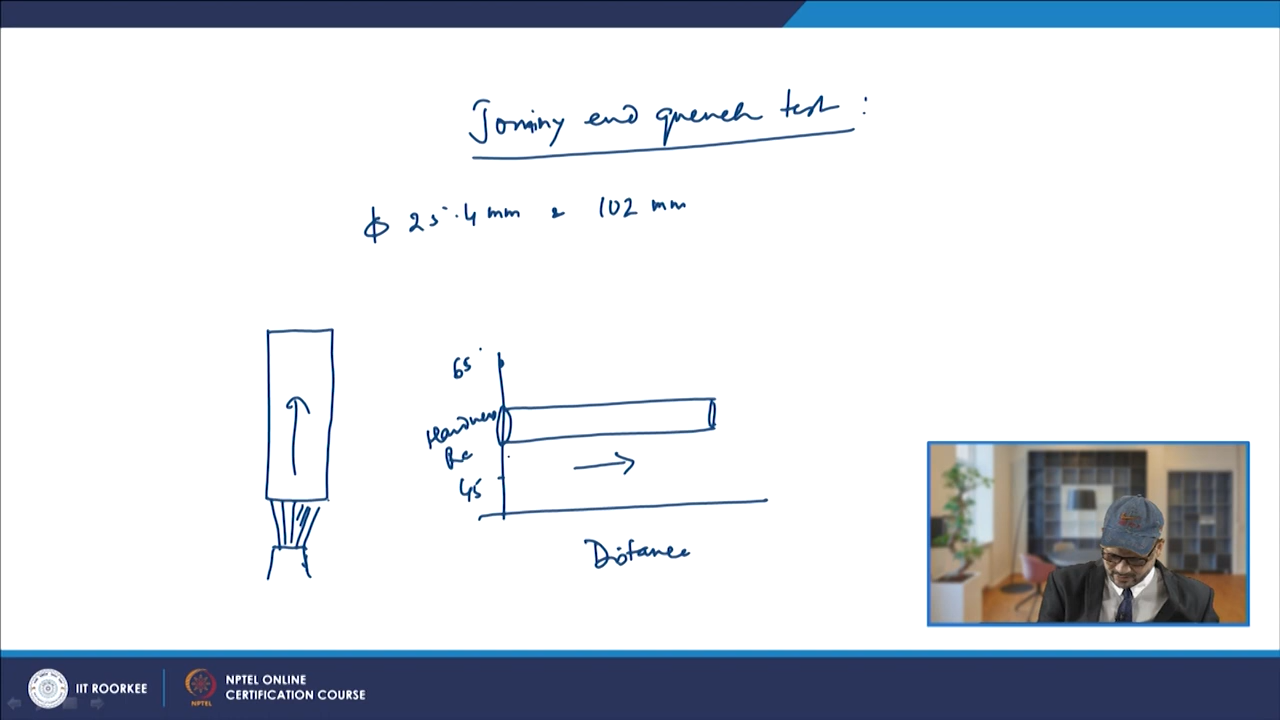 Jominy end quench test :
ϕ 25.4 mm & 102 mm
65
Hardness
Rc
45
Distance
IIT ROORKEE
NPTEL ONLINE
CERTIFICATION COURSE
NPTEL